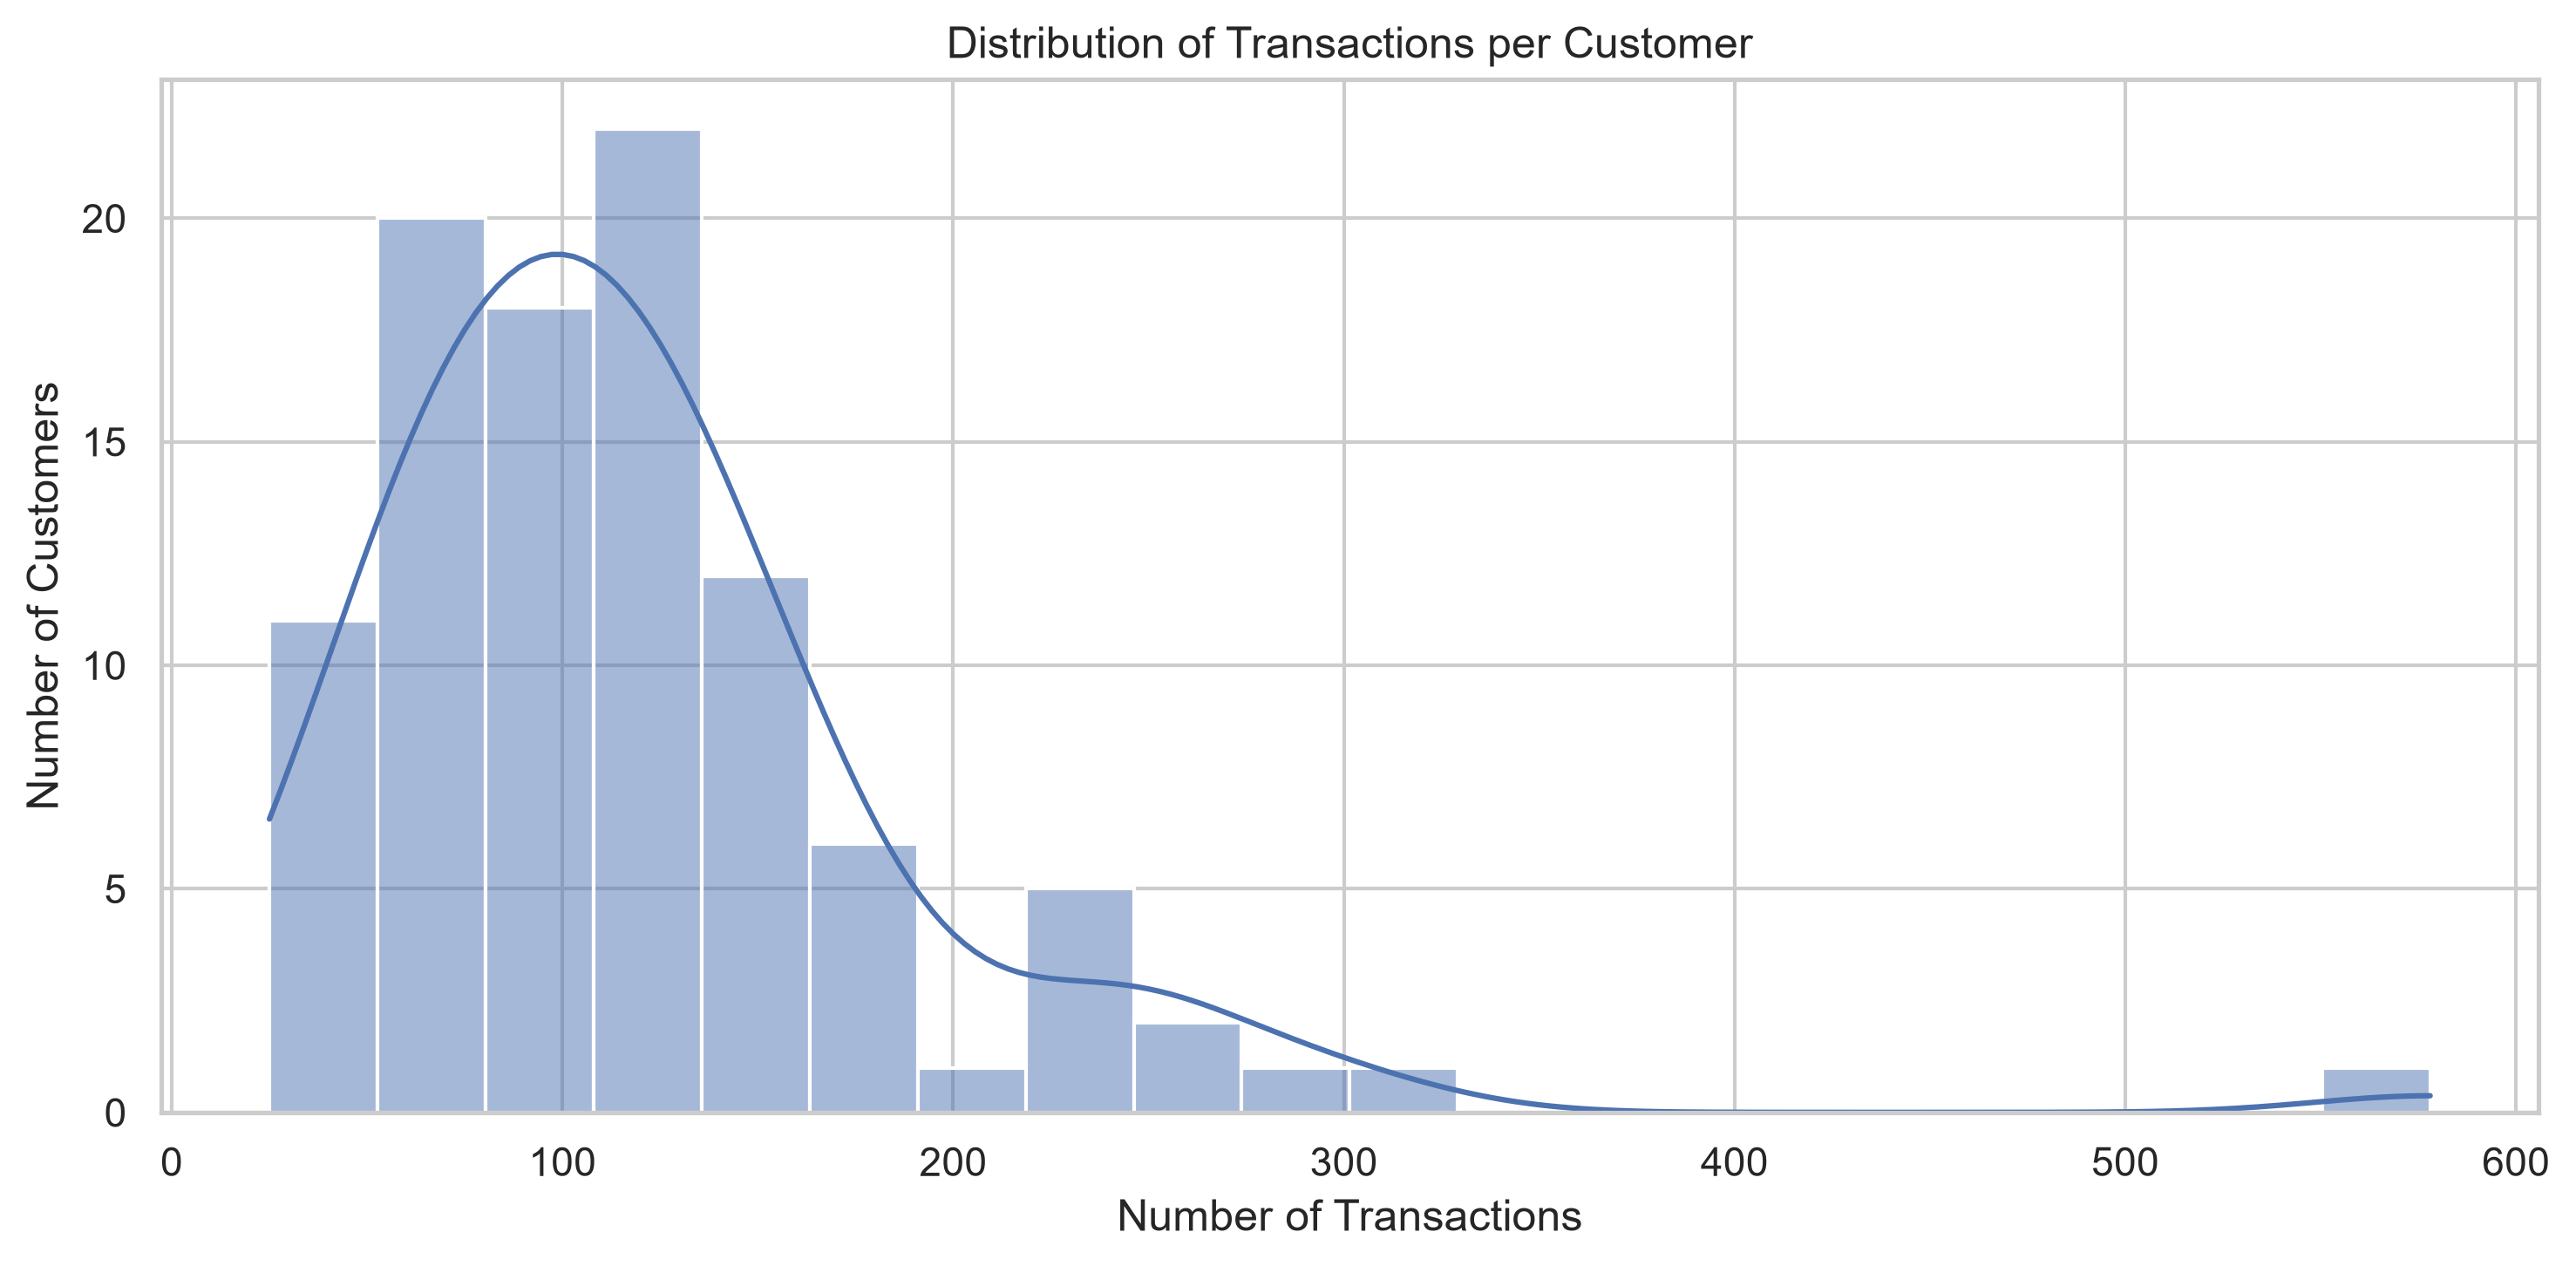 Distribution of Transactions per Customer
Number of Customers
20
15
10
5
0
0 100 200 300 400 500 600
Number of Transactions